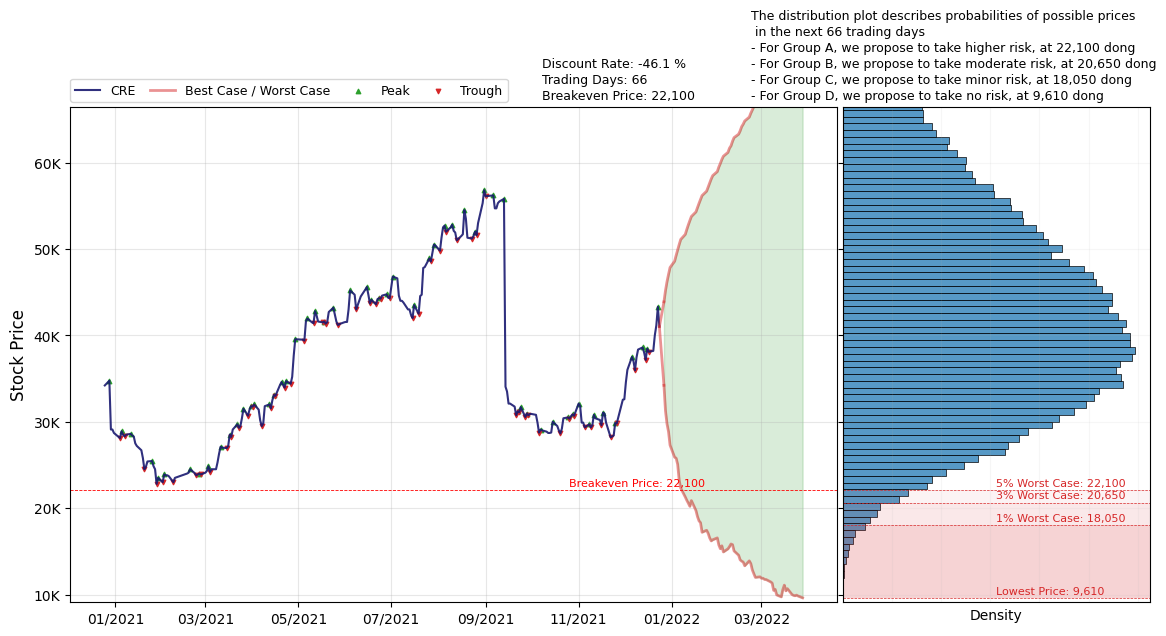 The distribution plot describes probabilities of possible prices
in the next 66 trading days
- For Group A, we propose to take higher risk, at 22,100 dong
- For Group B, we propose to take moderate risk, at 20,650 dong
- For Group C, we propose to take minor risk, at 18,050 dong
- For Group D, we propose to take no risk, at 9,610 dong
Discount Rate: -46.1 %
Trading Days: 66
Breakeven Price: 22,100
CRE
Best Case / Worst Case
Peak
Trough
Stock Price
60K
50K
40K
30K
20K
10K
Breakeven Price: 22,100
5% Worst Case: 22,100
3% Worst Case: 20,650
1% Worst Case: 18,050
Lowest Price: 9,610
01/2021
03/2021
05/2021
07/2021
09/2021
11/2021
01/2022
03/2022
Density